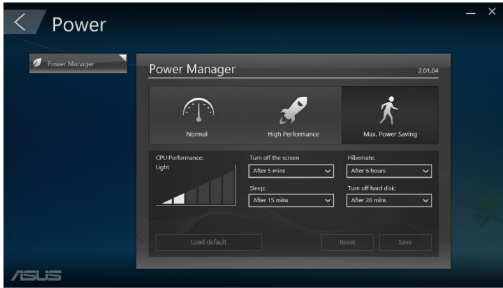 Power
Power Manager
Power Manager
2.01.04
Normal
High Performance
Max. Power Saving
CPU Performance:
Light
Turn off the screen
After 5 mins
Hibernate:
After 6 hours
Sleep:
After 15 mins
Turn off hard disk:
After 20 mins
Load default
Reset
Save
ASUS